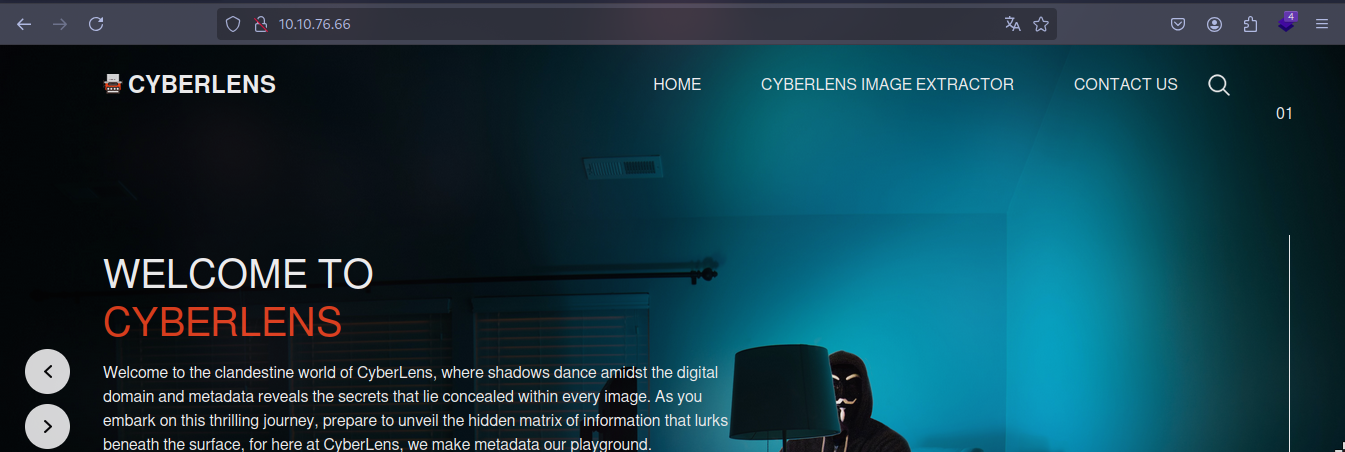 10.10.76.66
4
CYBERLENS
HOME
CYBERLENS IMAGE EXTRACTOR
CONTACT US
01
WELCOME TO
CYBERLENS
Welcome to the clandestine world of CyberLens, where shadows dance amidst the digital
domain and metadata reveals the secrets that lie concealed within every image. As you
embark on this thrilling journey, prepare to unveil the hidden matrix of information that lurks
beneath the surface, for here at CyberLens, we make metadata our playground.